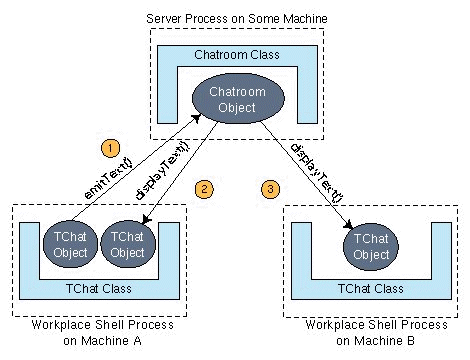 Server Process on Some Machine
Chatroom Class
Chatroom
Object
1
emitText()
displayText()
2
displayText()
3
TChat
Object
TChat
Object
TChat Class
TChat
Object
TChat Class
Workplace Shell Process
on Machine A
Workplace Shell Process
on Machine B